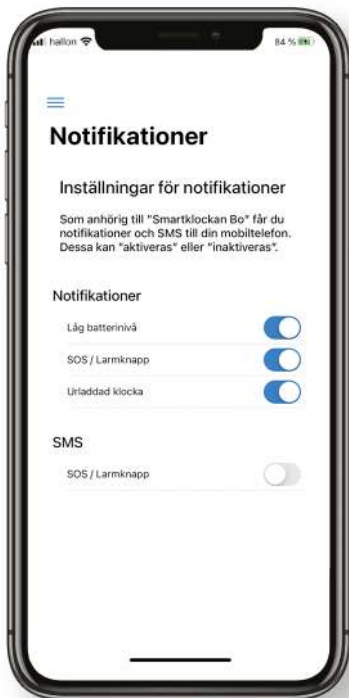 hallon
84 %
Notifikationer
Inställningar för notifikationer
Som anhörig till "Smartklockan Bo" får du
notifikationer och SMS till din mobiltelefon.
Dessa kan "aktiveras" eller "inaktiveras".
Notifikationer
Låg batterinivå
SOS / Larmknapp
Urladdad klocka
SMS
SOS / Larmknapp